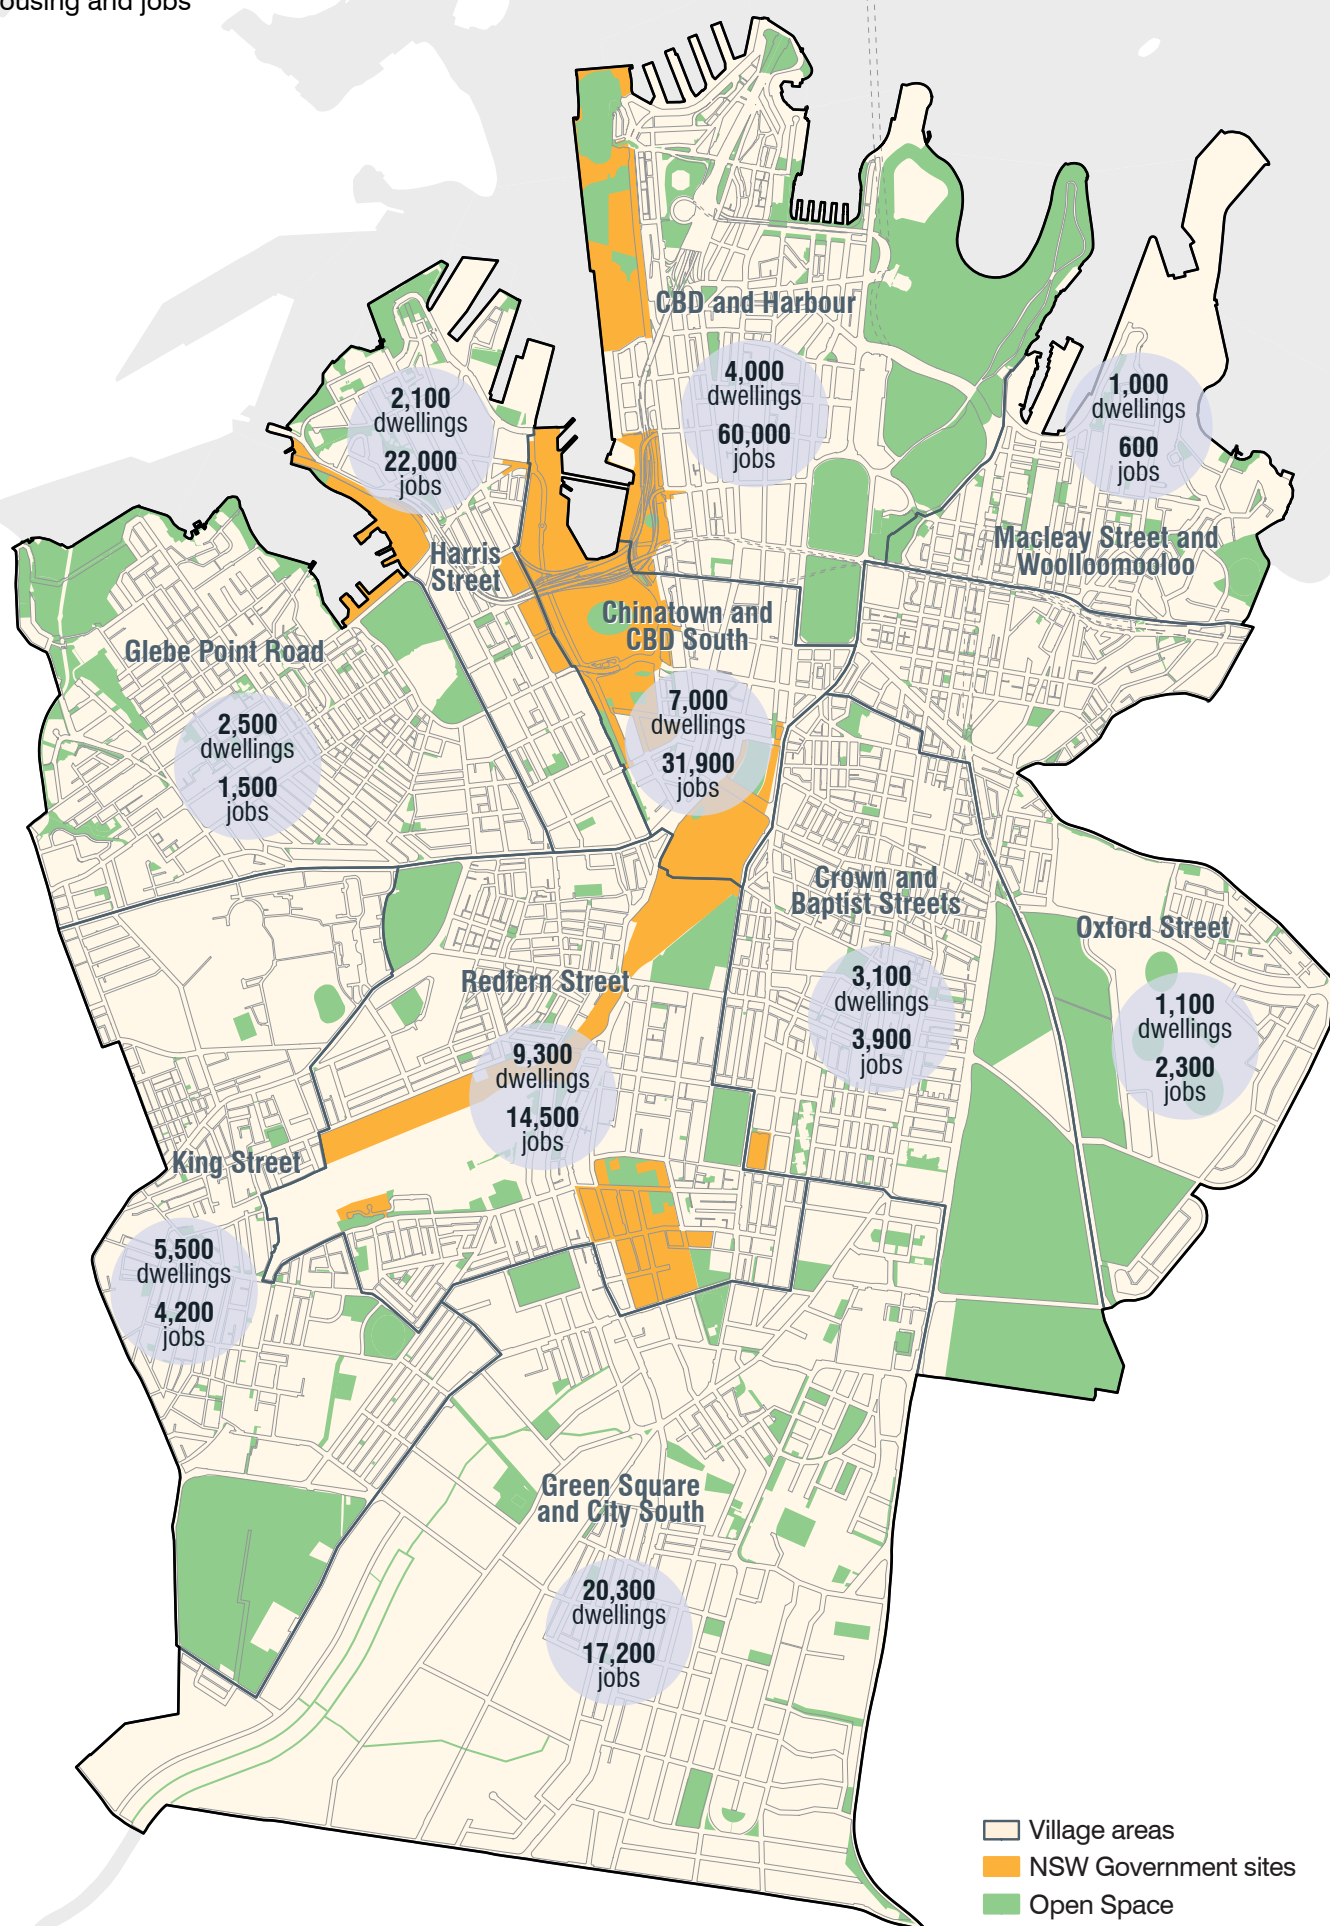 ousing and jobs
CBD and Harbour
4,000
dwellings
60,000
jobs
2,100
dwellings
22,000
jobs
1,000
dwellings
600
jobs
Harris
Street
Macleay Street and
Woolloomooloo
Chinatown and
CBD South
7,000
dwellings
31,900
jobs
Glebe Point Road
2,500
dwellings
1,500
jobs
Crown and
Baptist Streets
3,100
dwellings
3,900
jobs
Oxford Street
1,100
dwellings
2,300
jobs
Redfern Street
9,300
dwellings
14,500
jobs
King Street
5,500
dwellings
4,200
jobs
Green Square
and City South
20,300
dwellings
17,200
jobs
Village areas
NSW Government sites
Open Space